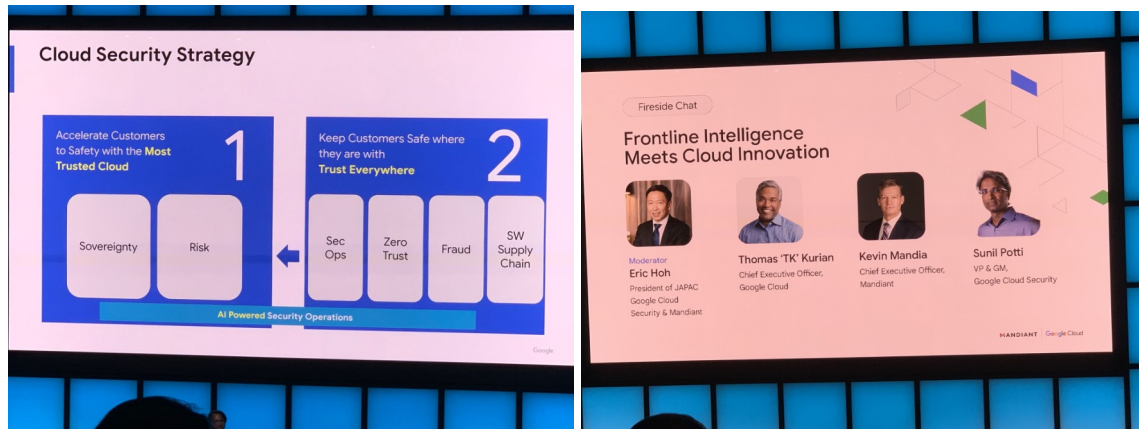 Cloud Security Strategy
Accelerate Customers
to Safety with the Most
Trusted Cloud
1
Sovereignty
Risk
Keep Customers Safe where
they are with
Trust Everywhere
2
Sec
Ops
Zero
Trust
Fraud
SW
Supply
Chain
AI Powered Security Operations
Google
Fireside Chat
Frontline Intelligence
Meets Cloud Innovation
Moderator
Eric Hoh
President of JAPAC
Google Cloud
Security & Mandiant
Thomas ‘TK’ Kurian
Chief Executive Officer,
Google Cloud
Kevin Mandia
Chief Executive Officer,
Mandiant
Sunil Potti
VP & GM,
Google Cloud Security
MANDIANT | Google Cloud